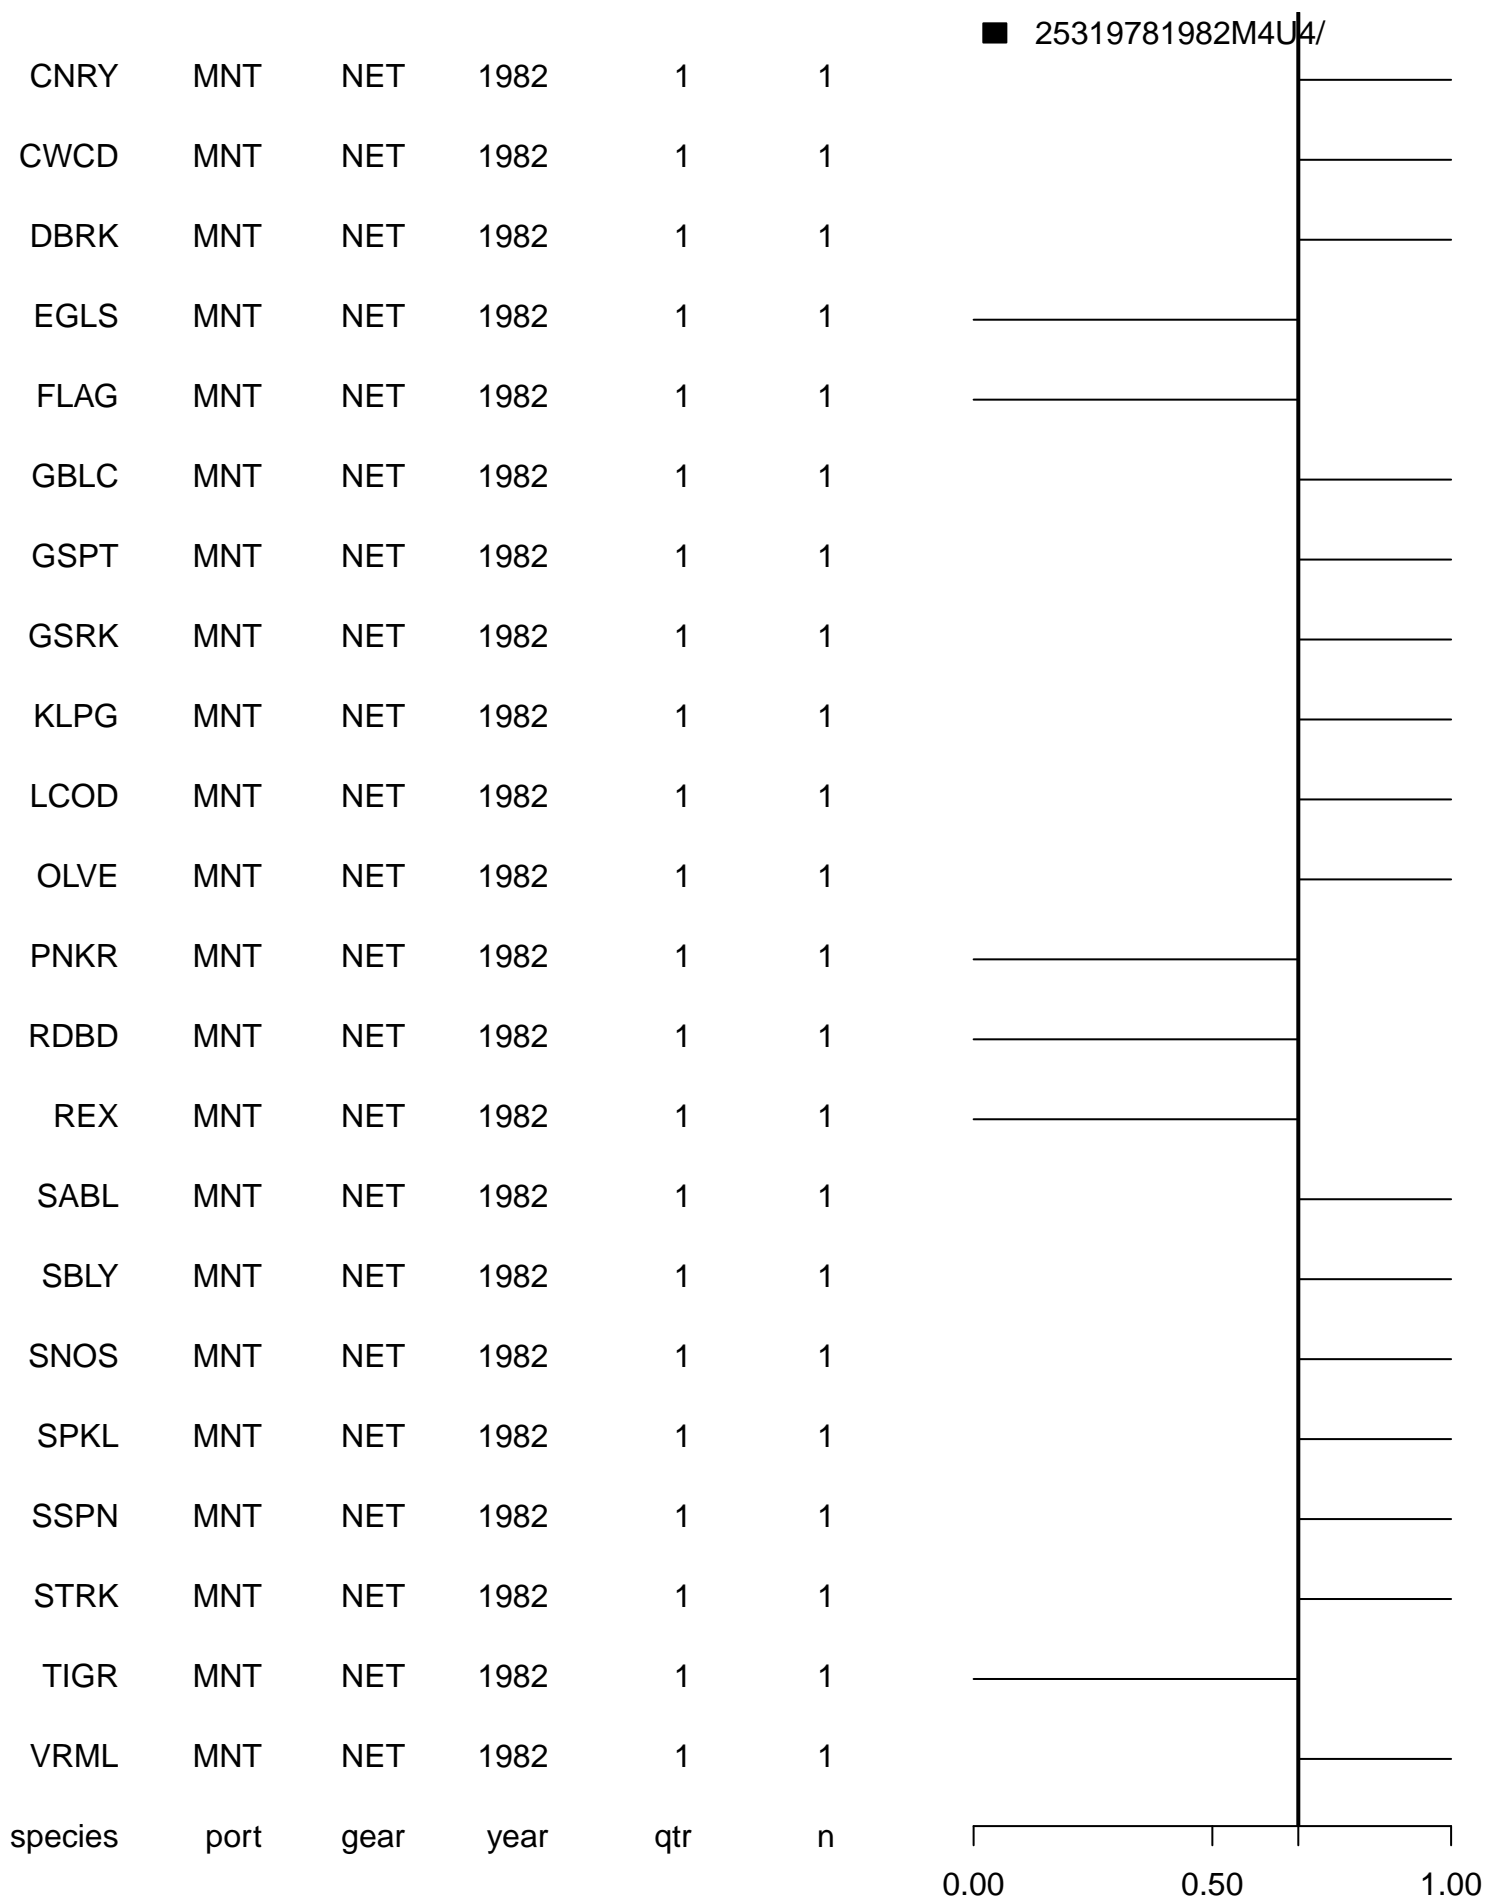 25319781982M4U4/
CNRY MNT NET 1982 1 1
CWCD MNT NET 1982 1 1
DBRK MNT NET 1982 1 1
EGLS MNT NET 1982 1 1
FLAG MNT NET 1982 1 1
GBLC MNT NET 1982 1 1
GSPT MNT NET 1982 1 1
GSRK MNT NET 1982 1 1
KLPG MNT NET 1982 1 1
LCOD MNT NET 1982 1 1
OLVE MNT NET 1982 1 1
PNKR MNT NET 1982 1 1
RDBD MNT NET 1982 1 1
REX MNT NET 1982 1 1
SABL MNT NET 1982 1 1
SBLY MNT NET 1982 1 1
SNOS MNT NET 1982 1 1
SPKL MNT NET 1982 1 1
SSPN MNT NET 1982 1 1
STRK MNT NET 1982 1 1
TIGR MNT NET 1982 1 1
VRML MNT NET 1982 1 1
species port gear year qtr n
0.00 0.50 1.00